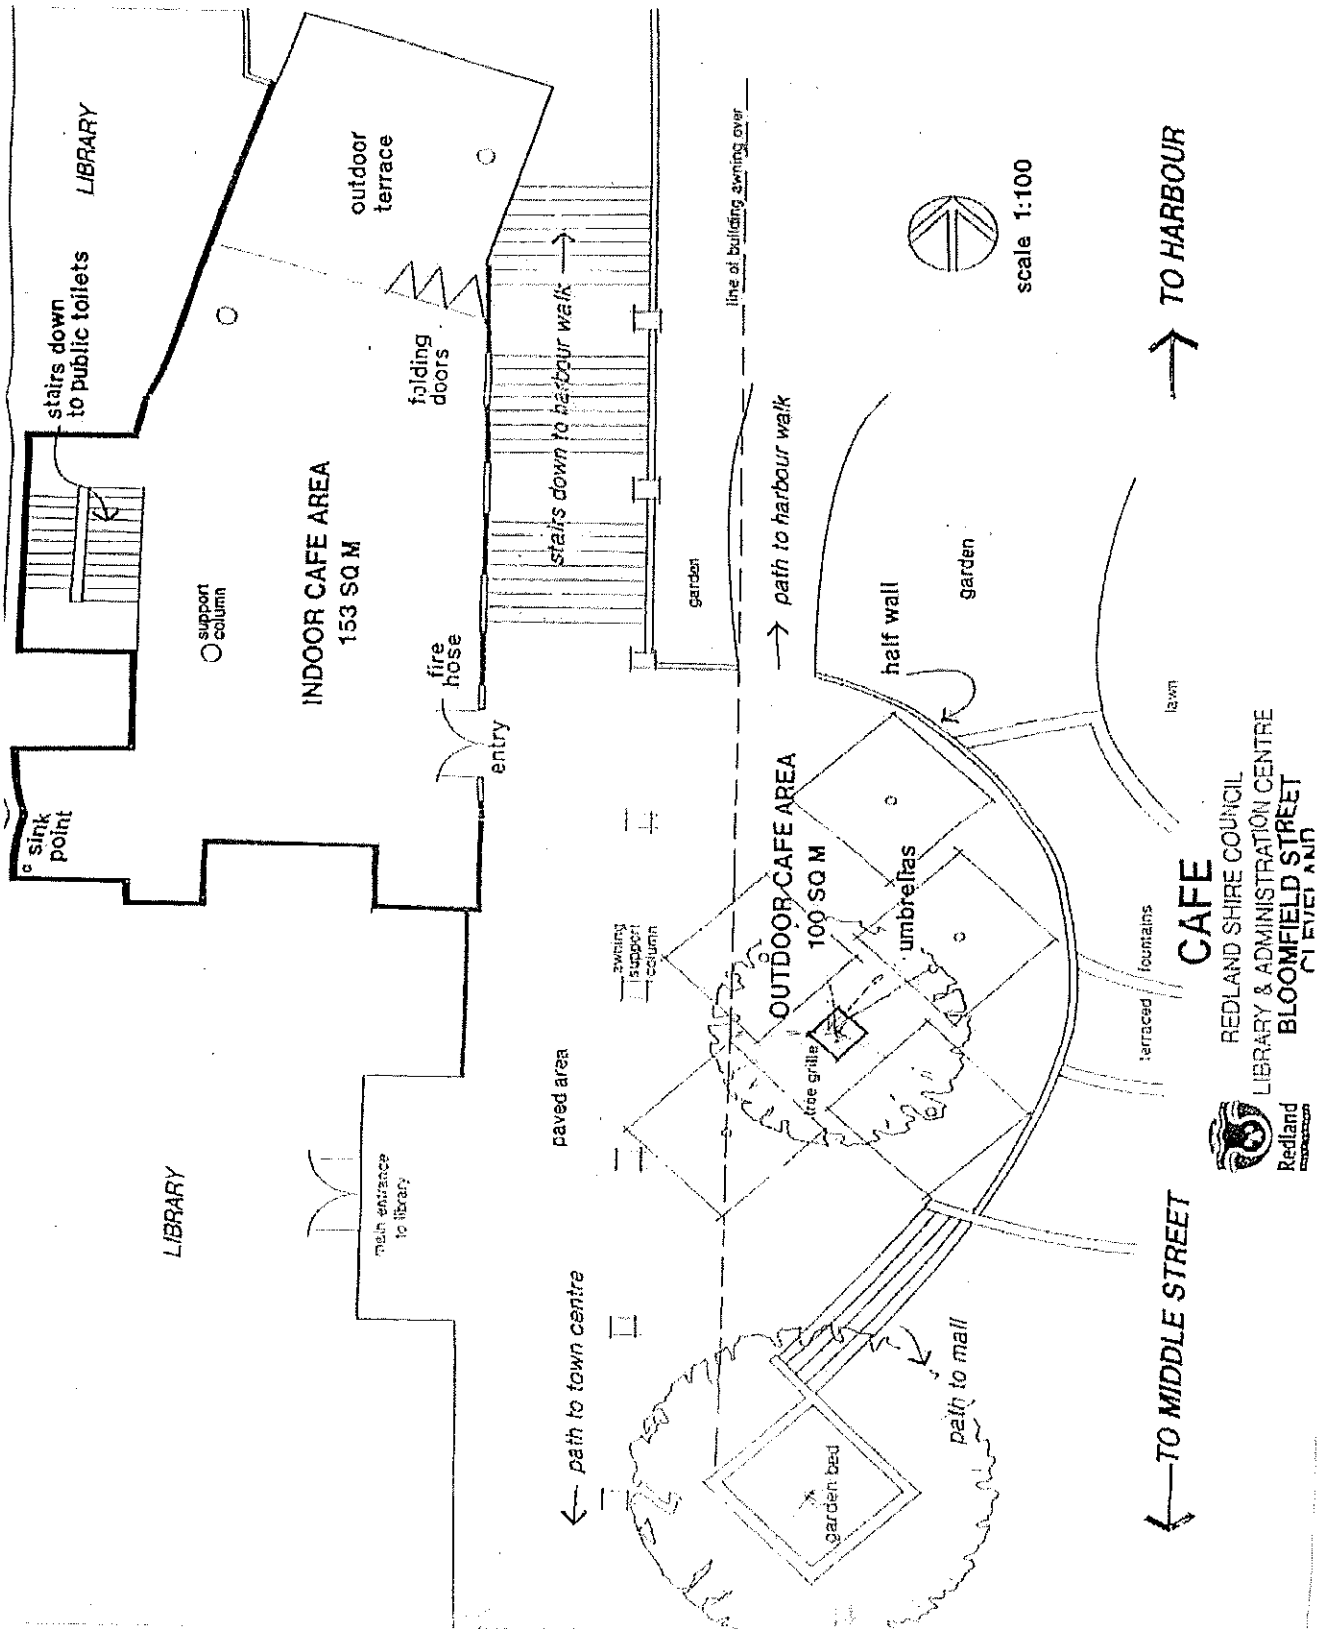 LIBRARY
stairs down
to public toilets
outdoor
terrace
folding
doors
support
column
INDOOR CAFE AREA
153 SQ M
fire
hose
entry
sink
point
LIBRARY
main entrance
to library
stairs down to harbour walk
line of building awning over
garden
path to harbour walk
half wall
garden
lawn
awning
support
column
OUTDOOR CAFE AREA
100 SQ M
umbrellas
tree grille
paved area
path to town centre
garden bed
path to mall
terraced fountains
scale 1:100
TO HARBOUR
TO MIDDLE STREET
CAFE
REDLAND SHIRE COUNCIL
LIBRARY & ADMINISTRATION CENTRE
BLOOMFIELD STREET
CLEVELAND
Redland